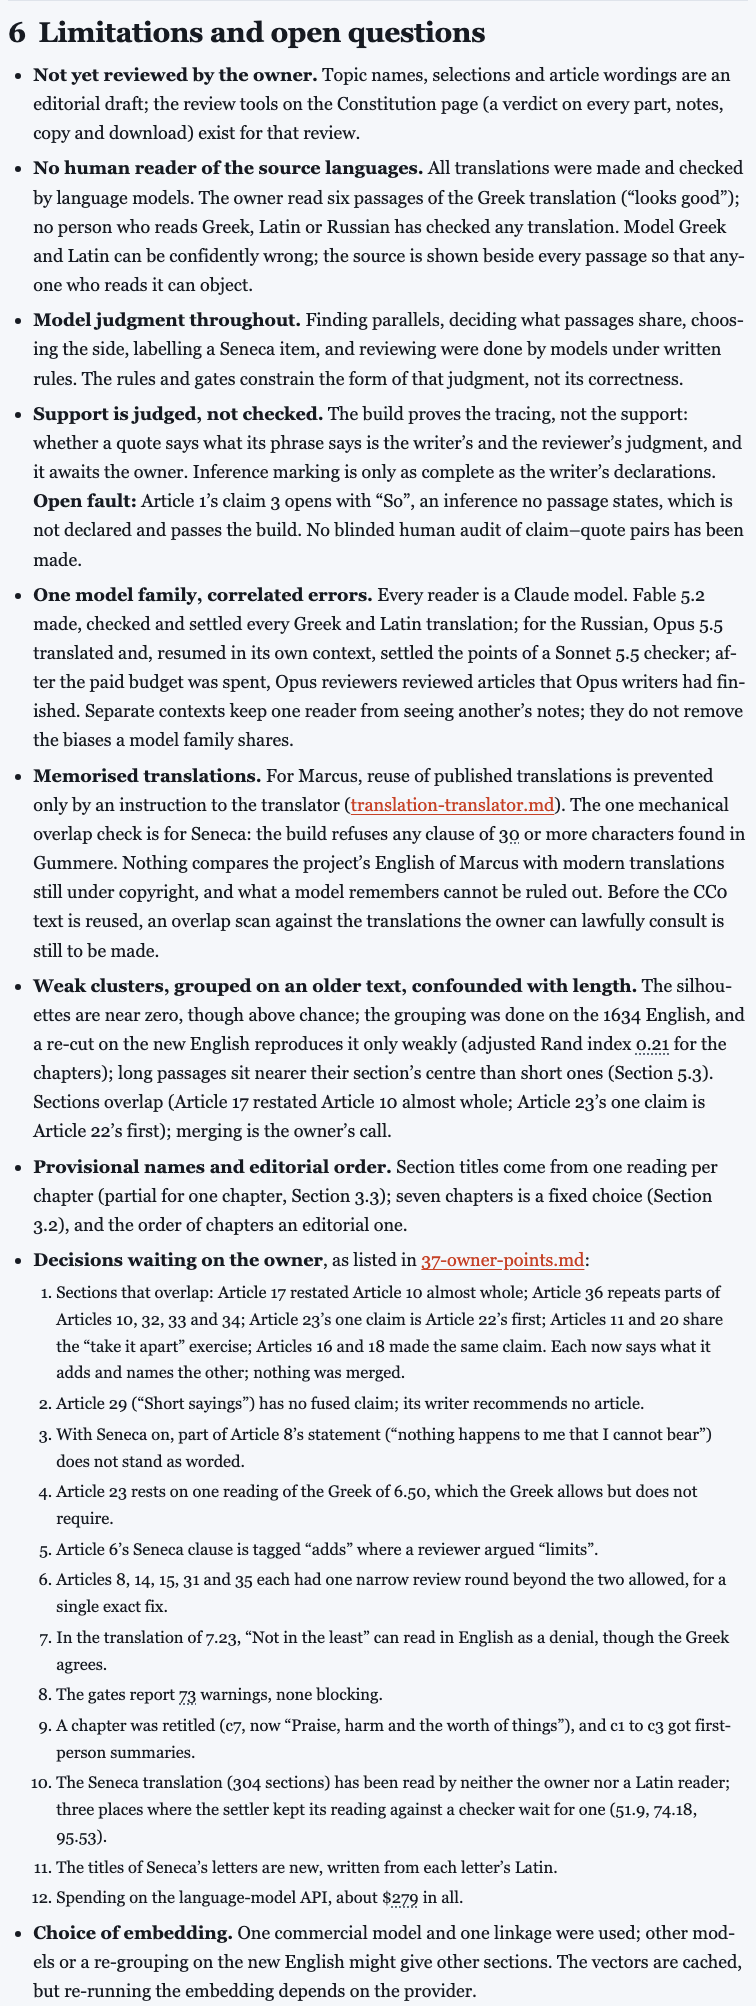 6 Limitations and open questions
• Not yet reviewed by the owner. Topic names, selections and article wordings are an
editorial draft; the review tools on the Constitution page (a verdict on every part, notes,
copy and download) exist for that review.
• No human reader of the source languages. All translations were made and checked
by language models. The owner read six passages of the Greek translation (“looks good”);
no person who reads Greek, Latin or Russian has checked any translation. Model Greek
and Latin can be confidently wrong; the source is shown beside every passage so that any-
one who reads it can object.
• Model judgment throughout. Finding parallels, deciding what passages share, choos-
ing the side, labelling a Seneca item, and reviewing were done by models under written
rules. The rules and gates constrain the form of that judgment, not its correctness.
• Support is judged, not checked. The build proves the tracing, not the support:
whether a quote says what its phrase says is the writer’s and the reviewer’s judgment, and
it awaits the owner. Inference marking is only as complete as the writer’s declarations.
Open fault: Article 1’s claim 3 opens with “So”, an inference no passage states, which is
not declared and passes the build. No blinded human audit of claim–quote pairs has been
made.
• One model family, correlated errors. Every reader is a Claude model. Fable 5.2
made, checked and settled every Greek and Latin translation; for the Russian, Opus 5.5
translated and, resumed in its own context, settled the points of a Sonnet 5.5 checker; af-
ter the paid budget was spent, Opus reviewers reviewed articles that Opus writers had fin-
ished. Separate contexts keep one reader from seeing another’s notes; they do not remove
the biases a model family shares.
• Memorised translations. For Marcus, reuse of published translations is prevented
only by an instruction to the translator (translation-translator.md). The one mechanical
overlap check is for Seneca: the build refuses any clause of 30 or more characters found in
Gummere. Nothing compares the project’s English of Marcus with modern translations
still under copyright, and what a model remembers cannot be ruled out. Before the CC0
text is reused, an overlap scan against the translations the owner can lawfully consult is
still to be made.
• Weak clusters, grouped on an older text, confounded with length. The silhou-
ettes are near zero, though above chance; the grouping was done on the 1634 English, and
a re-cut on the new English reproduces it only weakly (adjusted Rand index 0.21 for the
chapters); long passages sit nearer their section’s centre than short ones (Section 5.3).
Sections overlap (Article 17 restated Article 10 almost whole; Article 23’s one claim is
Article 22’s first); merging is the owner’s call.
• Provisional names and editorial order. Section titles come from one reading per
chapter (partial for one chapter, Section 3.3); seven chapters is a fixed choice (Section
3.2), and the order of chapters an editorial one.
• Decisions waiting on the owner, as listed in 37-owner-points.md:
1. Sections that overlap: Article 17 restated Article 10 almost whole; Article 36 repeats parts of
Articles 10, 32, 33 and 34; Article 23’s one claim is Article 22’s first; Articles 11 and 20 share
the “take it apart” exercise; Articles 16 and 18 made the same claim. Each now says what it
adds and names the other; nothing was merged.
2. Article 29 (“Short sayings”) has no fused claim; its writer recommends no article.
3. With Seneca on, part of Article 8’s statement (“nothing happens to me that I cannot bear”)
does not stand as worded.
4. Article 23 rests on one reading of the Greek of 6.50, which the Greek allows but does not
require.
5. Article 6’s Seneca clause is tagged “adds” where a reviewer argued “limits”.
6. Articles 8, 14, 15, 31 and 35 each had one narrow review round beyond the two allowed, for a
single exact fix.
7. In the translation of 7.23, “Not in the least” can read in English as a denial, though the Greek
agrees.
8. The gates report 73 warnings, none blocking.
9. A chapter was retitled (c7, now “Praise, harm and the worth of things”), and c1 to c3 got first-
person summaries.
10. The Seneca translation (304 sections) has been read by neither the owner nor a Latin reader;
three places where the settler kept its reading against a checker wait for one (51.9, 74.18,
95.53).
11. The titles of Seneca’s letters are new, written from each letter’s Latin.
12. Spending on the language-model API, about $279 in all.
• Choice of embedding. One commercial model and one linkage were used; other mod-
els or a re-grouping on the new English might give other sections. The vectors are cached,
but re-running the embedding depends on the provider.